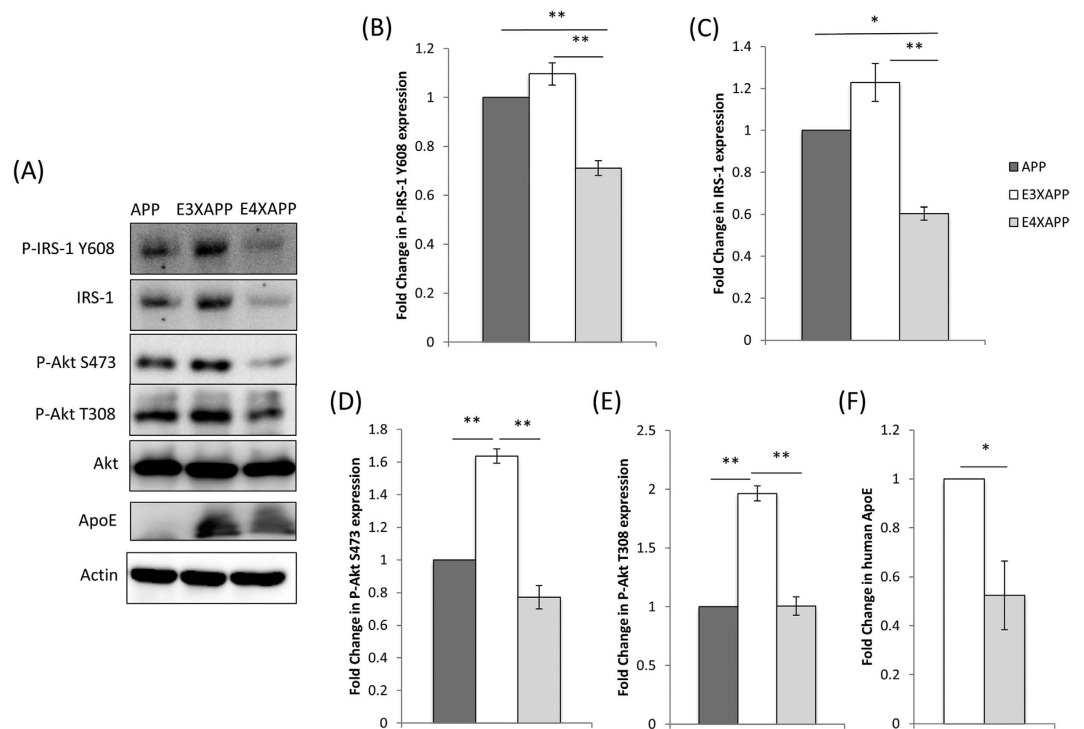 (A)
APP E3XAPP E4XAPP
P-IRS-1 Y608
IRS-1
P-Akt S473
P-Akt T308
Akt
ApoE
Actin
(B)
Fold Change in P-IRS-1 Y608 expression
1.2
1
0.8
0.6
0.4
0.2
0
**
**
(C)
Fold Change in IRS-1 expression
1.4
1.2
1
0.8
0.6
0.4
0.2
0
*
**
APP
E3XAPP
E4XAPP
(D)
Fold Change in P-Akt S473 expression
1.8
1.6
1.4
1.2
1
0.8
0.6
0.4
0.2
0
** **
(E)
Fold Change in P-Akt T308 expression
2.5
2
1.5
1
0.5
0
** **
(F)
Fold Change in human ApoE
1.2
1
0.8
0.6
0.4
0.2
0
*